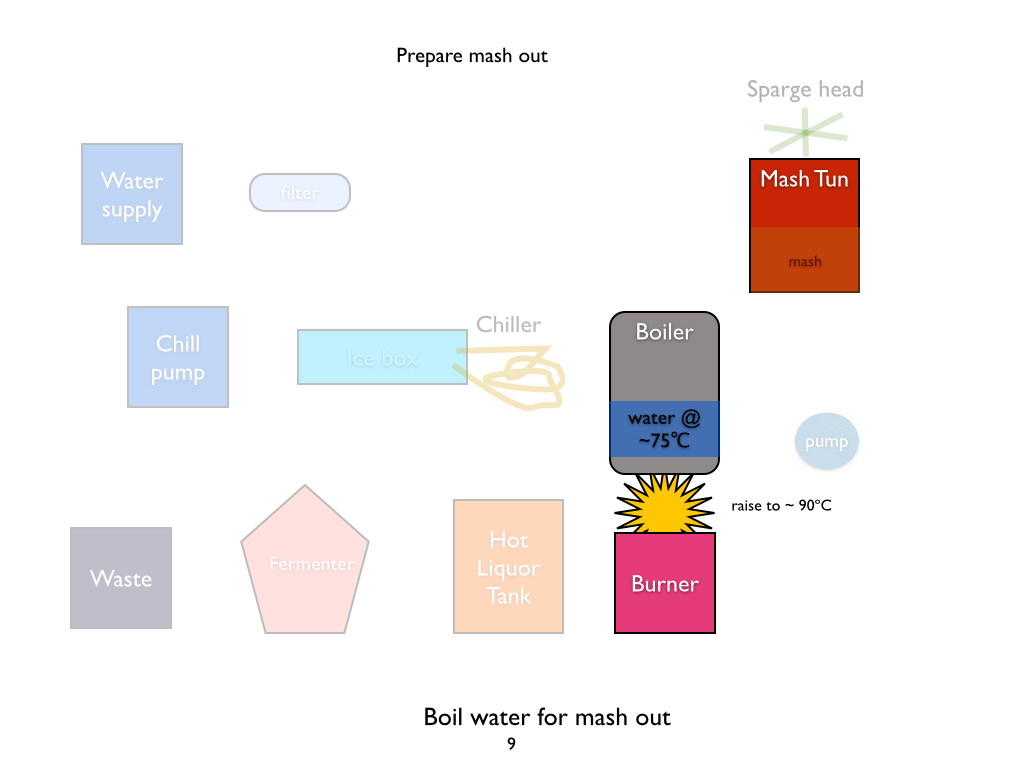 Prepare mash out
Sparge head
Water
supply
filter
Mash Tun
mash
Chill
pump
Ice box
Chiller
Boiler
water @
~75°C
pump
raise to ~ 90°C
Waste
Fermenter
Hot
Liquor
Tank
Burner
Boil water for mash out
9